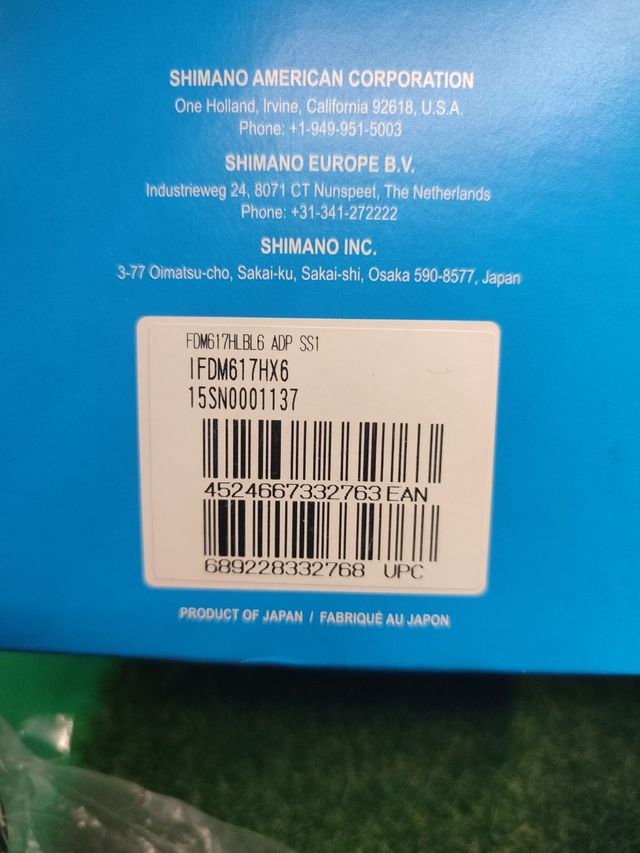 SHIMANO AMERICAN CORPORATION
One Holland, Irvine, California 92618, U.S.A.
Phone: +1-949-951-5003
SHIMANO EUROPE B.V.
Industrieweg 24, 8071 CT Nunspeet, The Netherlands
Phone: +31-341-272222
SHIMANO INC.
3-77 Oimatsu-cho, Sakai-ku, Sakai-shi, Osaka 590-8577, Japan
FDM617HLBL6 ADP SS1
IFDM617HX6
15SN0001137
4524667332763 EAN
689228332768 UPC
PRODUCT OF JAPAN / FABRIQUÉ AU JAPON